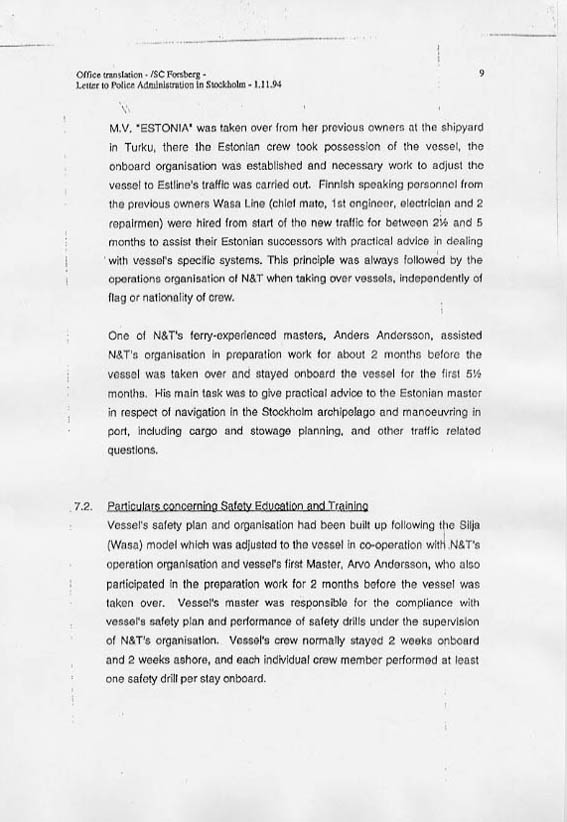 Office translation - /SC Forsberg -
9
Letter to Police Administration in Stockholm - 1.11.94
M.V. "ESTONIA" was taken over from her previous owners at the shipyard
in Turku, there the Estonian crew took possession of the vessel, the
onboard organisation was established and necessary work to adjust the
vessel to Estline's traffic was carried out. Finnish speaking personnel from
the previous owners Wasa Line (chief mate, 1st engineer, electrician and 2
repairmen) were hired from start of the new traffic for between 2½ and 5
months to assist their Estonian successors with practical advice in dealing
with vessel's specific systems. This principle was always followed by the
operations organisation of N&T when taking over vessels, independently of
flag or nationality of crew.
One of N&T's ferry-experienced masters, Anders Andersson, assisted
N&T's organisation in preparation work for about 2 months before the
vessel was taken over and stayed onboard the vessel for the first 5½
months. His main task was to give practical advice to the Estonian master
in respect of navigation in the Stockholm archipelago and manoeuvring in
port, including cargo and stowage planning, and other traffic related
questions.
7.2. Particulars concerning Safety Education and Training
Vessel's safety plan and organisation had been built up following the Silja
(Wasa) model which was adjusted to the vessel in co-operation with N&T's
operation organisation and vessel's first Master, Arvo Andersson, who also
participated in the preparation work for 2 months before the vessel was
taken over. Vessel's master was responsible for the compliance with
vessel's safety plan and performance of safety drills under the supervision
of N&T's organisation. Vessel's crew normally stayed 2 weeks onboard
and 2 weeks ashore, and each individual crew member performed at least
one safety drill per stay onboard.